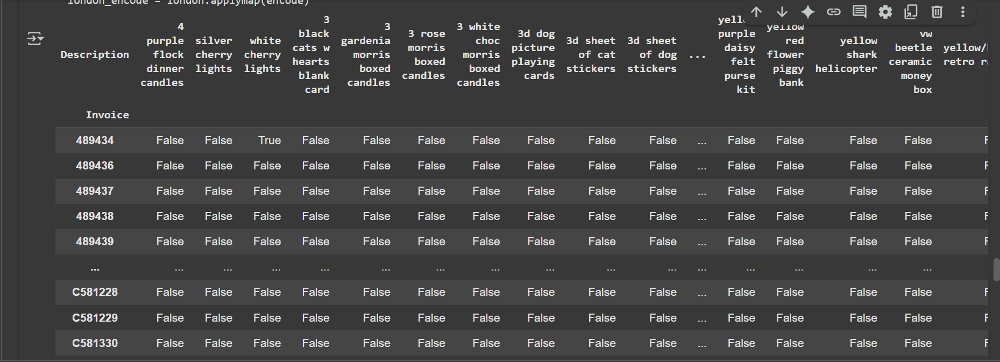 london_encode = london.applymap(encode)
Description 4 purple flock dinner candles silver cherry lights white cherry lights 3 black cats w hearts blank card 3 gardenia morris boxed candles 3 rose morris boxed candles 3 white choc morris boxed candles 3d dog picture playing cards 3d sheet of cat stickers 3d sheet of dog stickers ... purple daisy felt purse kit yellow red flower piggy bank yellow shark helicopter vw beetle ceramic money box retro
Invoice
489434 False False True False False False False False False False ... False False False False
489436 False False False False False False False False False False ... False False False False
489437 False False False False False False False False False False ... False False False False
489438 False False False False False False False False False False ... False False False False
489439 False False False False False False False False False False ... False False False False
... ... ... ... ... ... ... ... ... ... ... ... ... ... ... ...
C581228 False False False False False False False False False False ... False False False False
C581229 False False False False False False False False False False ... False False False False
C581330 False False False False False False False False False False ... False False False False